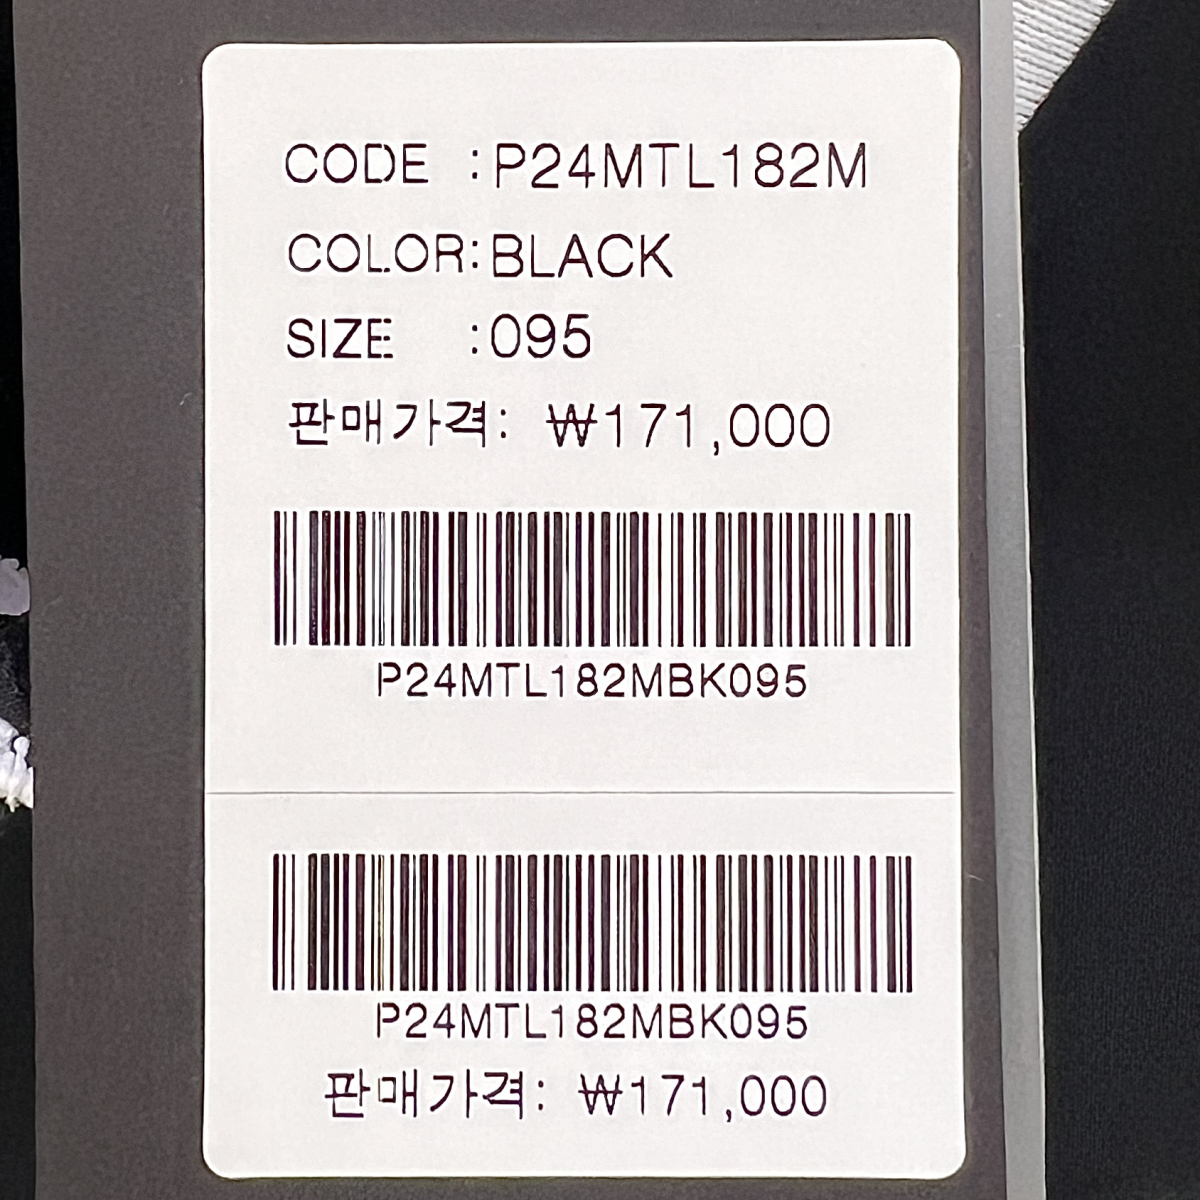 CODE :P24MTL182M
COLOR:BLACK
SIZE :095
판매가격: ₩171,000
P24MTL182MBK095
P24MTL182MBK095
판매가격: ₩171,000